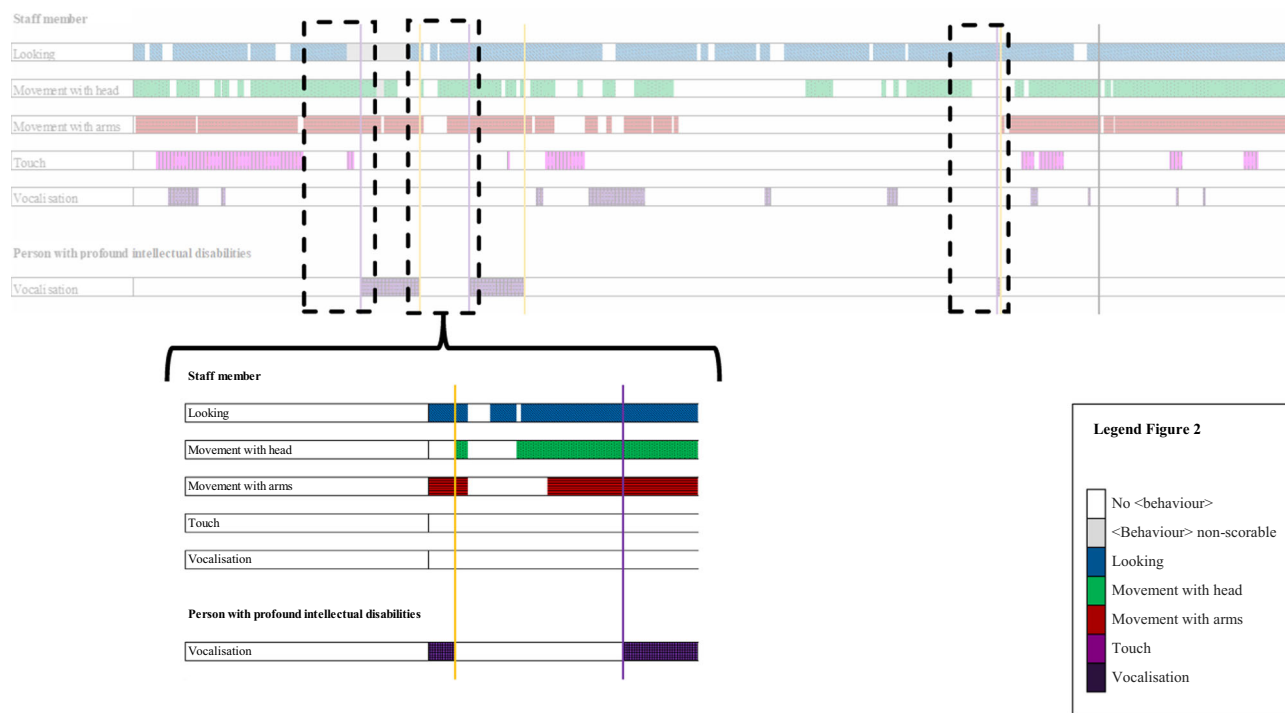 Staff member
Looking
Movement with head
Movement with arms
Touch
Vocalisation
Person with profound intellectual disabilities
Vocalisation
Staff member
Looking
Movement with head
Movement with arms
Touch
Vocalisation
Person with profound intellectual disabilities
Vocalisation
Legend Figure 2
No <behaviour>
<Behaviour> non-scorable
Looking
Movement with head
Movement with arms
Touch
Vocalisation